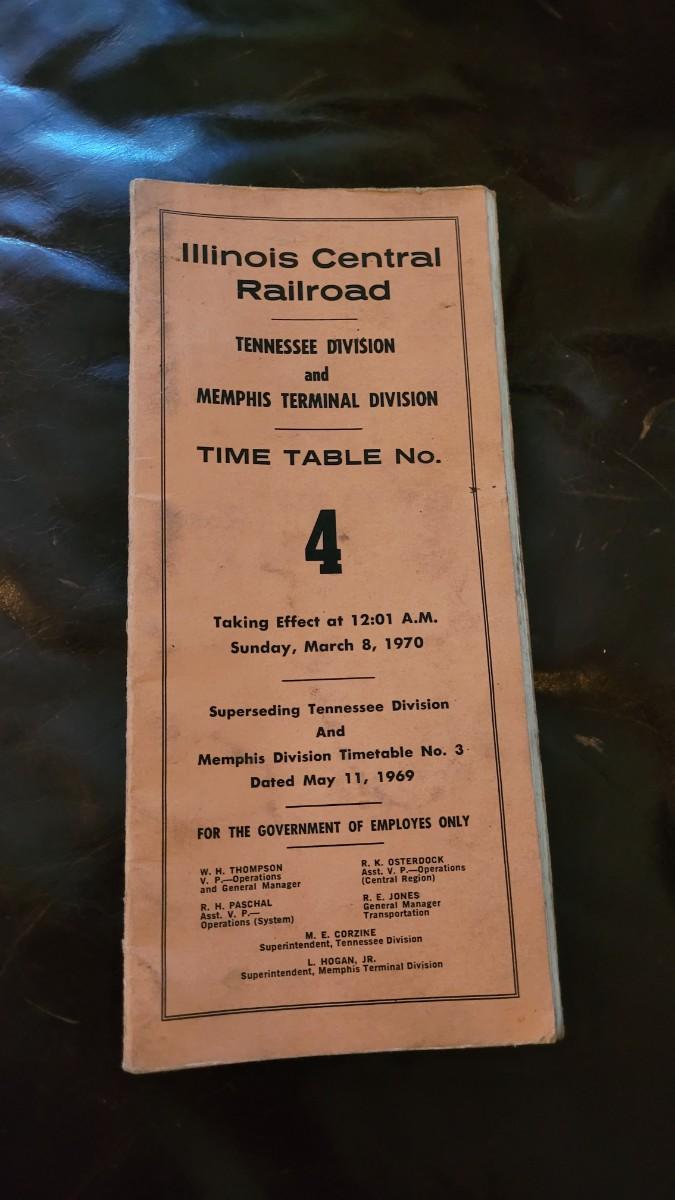 Illinois Central
Railroad
TENNESSEE DIVISION
and
MEMPHIS TERMINAL DIVISION
TIME TABLE No.
4
Taking Effect at 12:01 A.M.
Sunday, March 8, 1970
Superseding Tennessee Division
And
Memphis Division Timetable No. 3
Dated May 11, 1969
FOR THE GOVERNMENT OF EMPLOYES ONLY
W. H. THOMPSON
V. P.—Operations
and General Manager
R. K. OSTERDOCK
Asst. V. P.—Operations
(Central Region)
R. H. PASCHAL
Asst. V. P.—
Operations (System)
R. E. JONES
General Manager
Transportation
M. E. CORZINE
Superintendent, Tennessee Division
L. HOGAN, JR.
Superintendent, Memphis Terminal Division